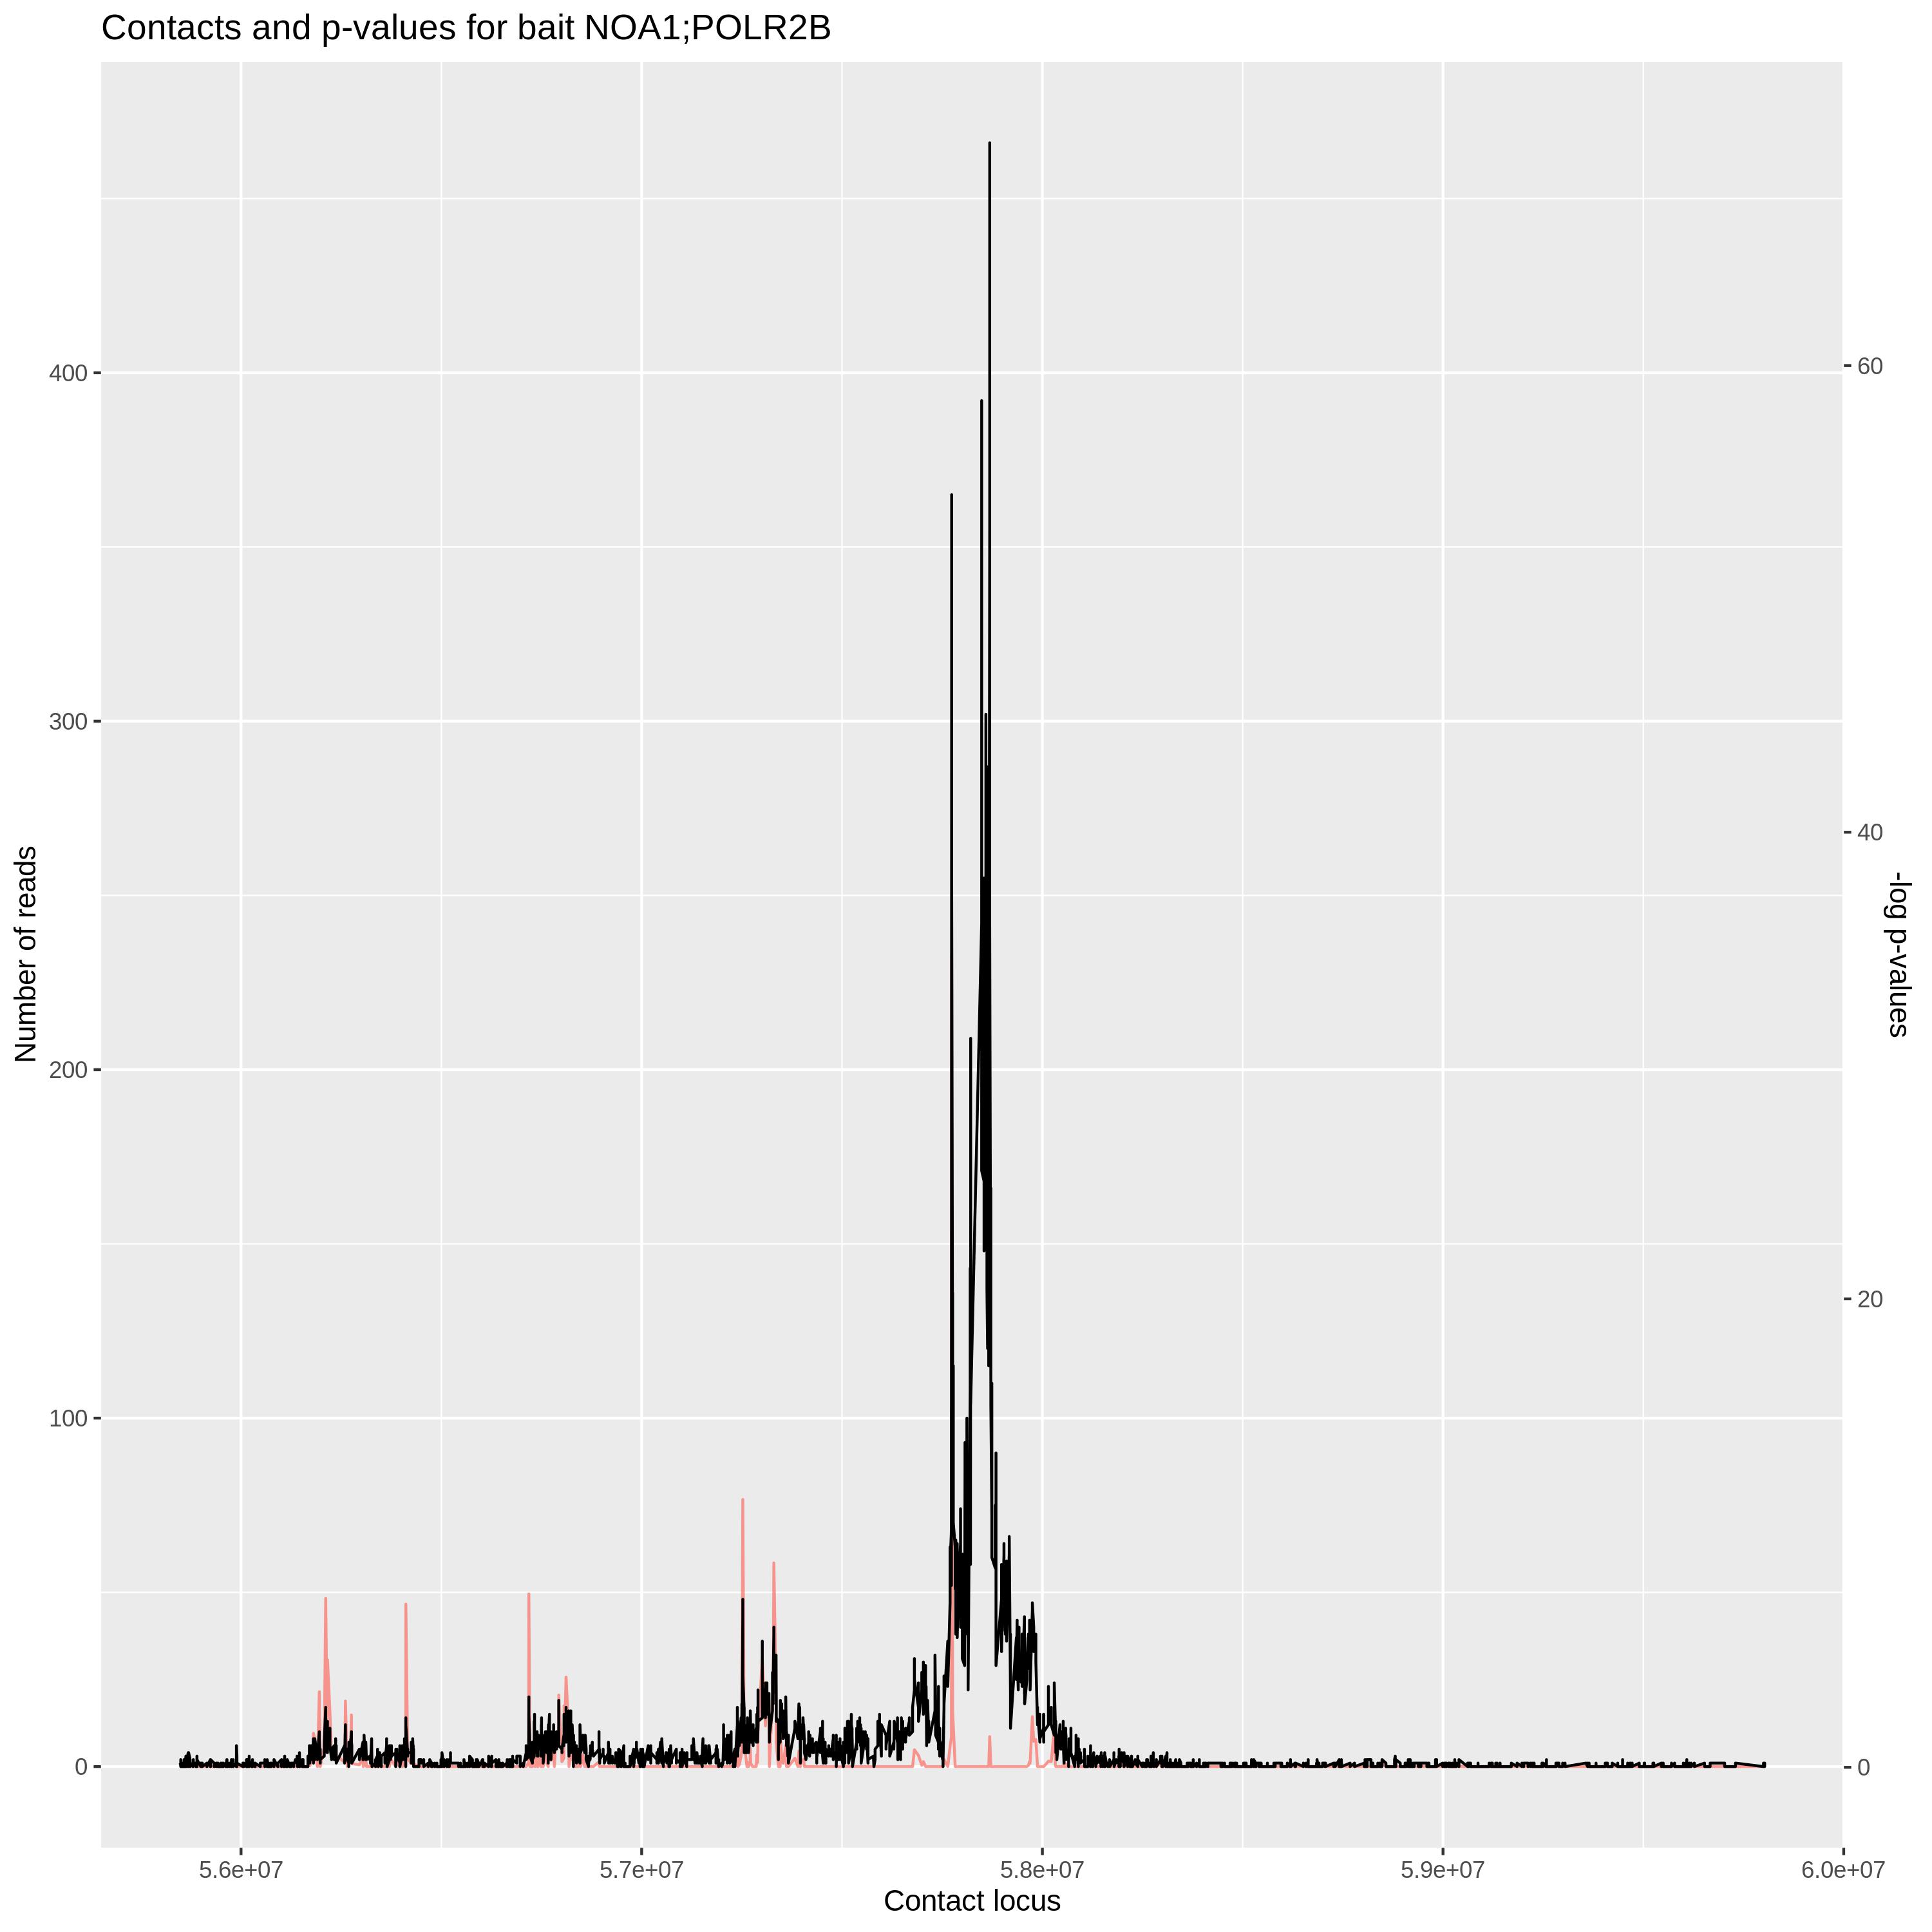 Contacts and p-values for bait NOA1;POLR2B
Number of reads
400
300
200
100
0
60
40
20
0
-log p-values
5.6e+07
5.7e+07
5.8e+07
5.9e+07
6.0e+07
Contact locus